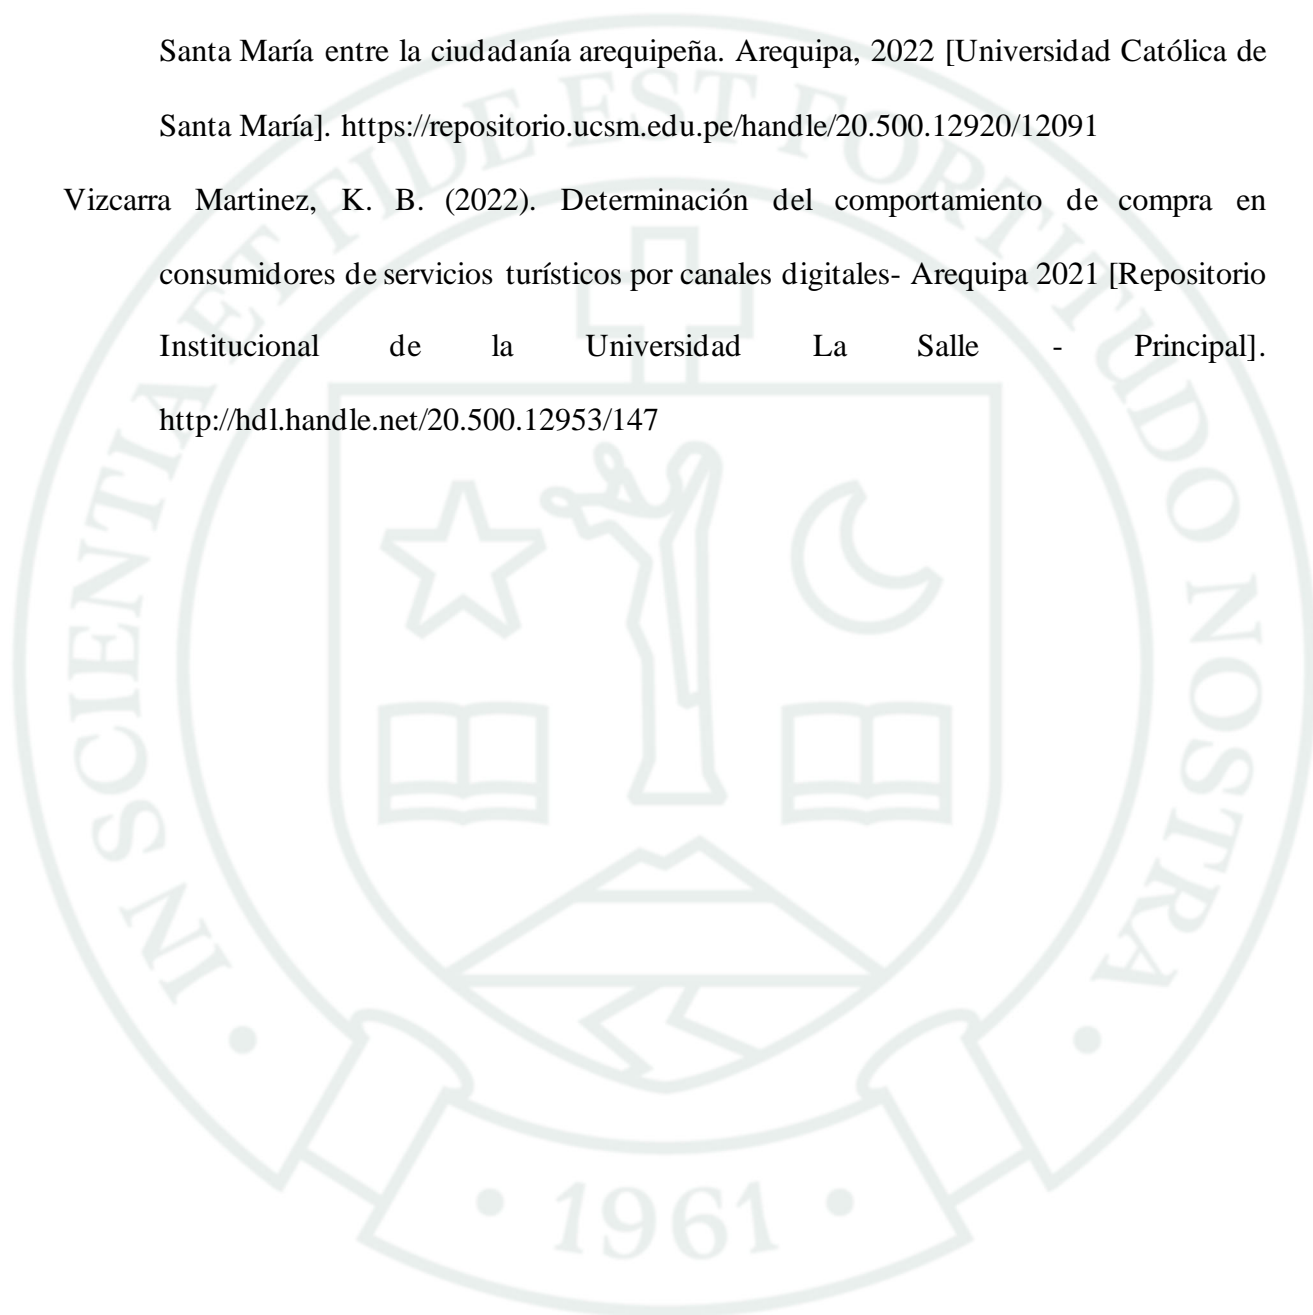 Santa María entre la ciudadanía arequipeña. Arequipa, 2022 [Universidad Católica de
Santa María]. https://repositorio.ucsm.edu.pe/handle/20.500.12920/12091
Vizcarra Martinez, K. B. (2022). Determinación del comportamiento de compra en
consumidores de servicios turísticos por canales digitales- Arequipa 2021 [Repositorio
Institucional de la Universidad La Salle - Principal].
http://hdl.handle.net/20.500.12953/147
IN SCIENTIA ET FIDE EST FORTITUDO NOSTRA
• 1961 •